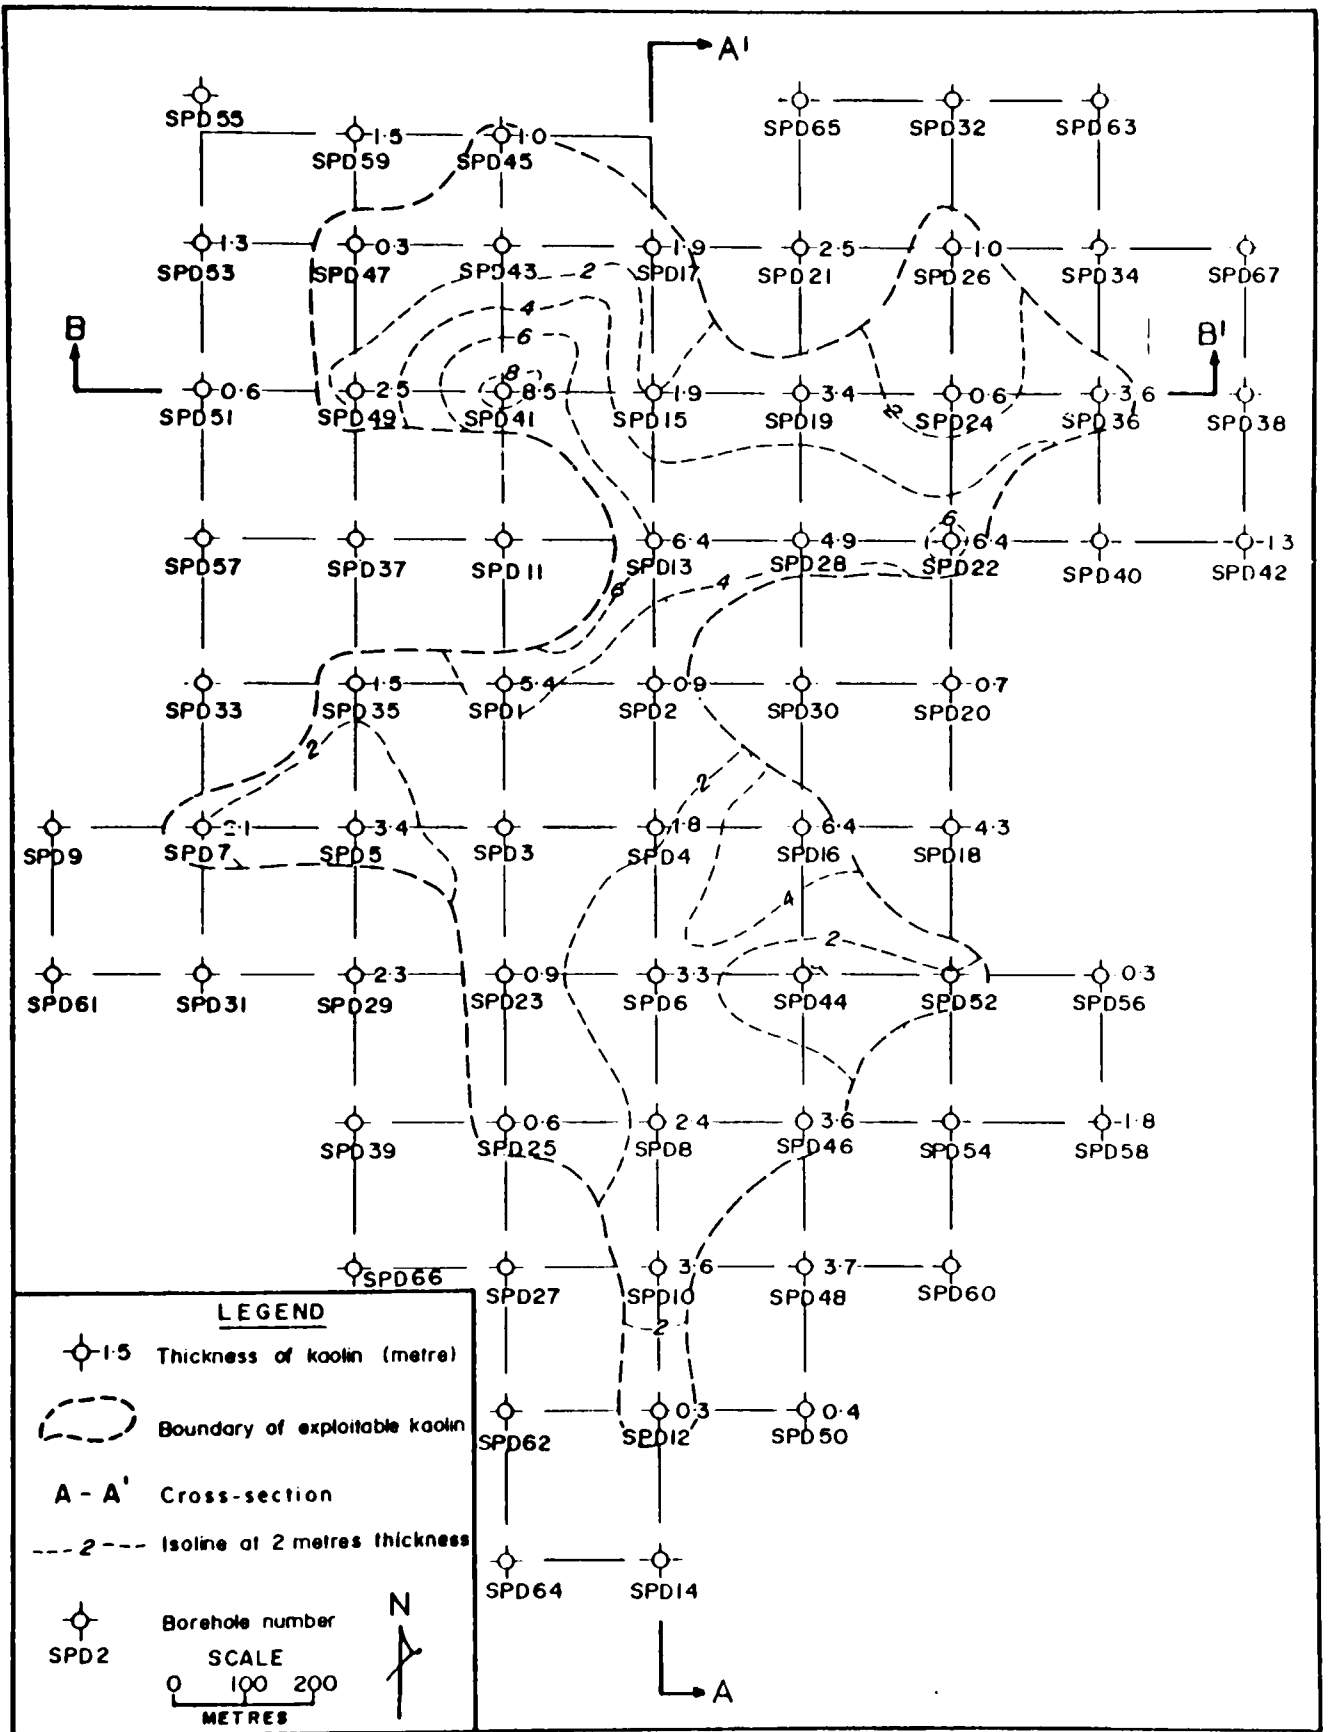 A'
SPD55
SPD65
SPD32
SPD63
1.5
1.0
SPD59
SPD45
1.3
0.3
1.9
2.5
1.0
SPD53
SPD47
SPD43
2
SPD17
SPD21
SPD26
SPD34
SPD67
4
B
6
B'
8
0.6
2.5
8.5
1.9
3.4
2
0.6
3.6
SPD51
SPD49
SPD41
SPD15
SPD19
SPD24
SPD36
SPD38
6
6.4
4.9
6.4
1.3
SPD57
SPD37
SPD11
SPD13
SPD28
SPD22
SPD40
SPD42
6
4
1.5
5.4
0.9
0.7
SPD33
SPD35
SPD1
SPD2
SPD30
SPD20
2
2
3.4
1.8
6.4
4.3
SPD9
SPD7
SPD5
SPD3
SPD4
SPD16
SPD18
4
2
2.3
0.9
3.3
0.3
SPD61
SPD31
SPD29
SPD23
SPD6
SPD44
SPD52
SPD56
0.6
2.4
3.6
1.8
SPD39
SPD25
SPD8
SPD46
SPD54
SPD58
3.6
3.7
SPD66
SPD27
SPD10
SPD48
SPD60
2
0.3
0.4
SPD62
SPD12
SPD50
SPD64
SPD14
A
LEGEND
1.5 Thickness of kaolin (metre)
Boundary of exploitable kaolin
A - A' Cross-section
2 Isoline at 2 metres thickness
Borehole number
SPD2
N
SCALE
0 100 200
METRES